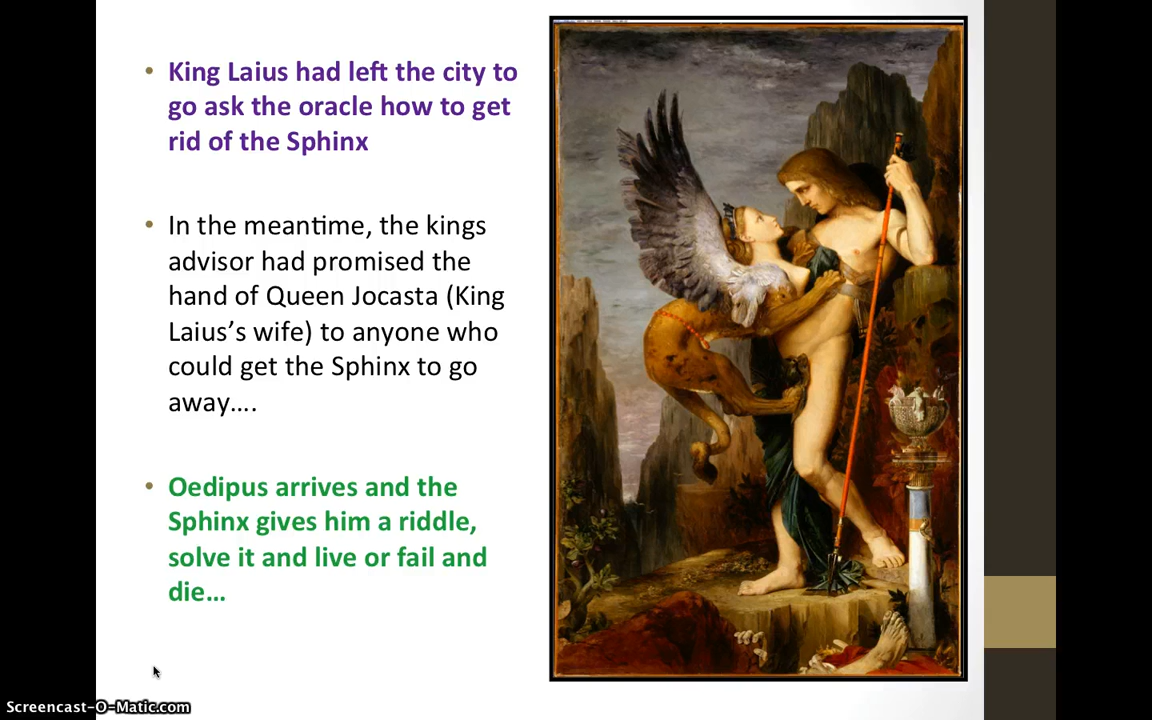 • King Laius had left the city to
go ask the oracle how to get
rid of the Sphinx
• In the meantime, the kings
advisor had promised the
hand of Queen Jocasta (King
Laius’s wife) to anyone who
could get the Sphinx to go
away….
• Oedipus arrives and the
Sphinx gives him a riddle,
solve it and live or fail and
die…
Screencast-O-Matic.com